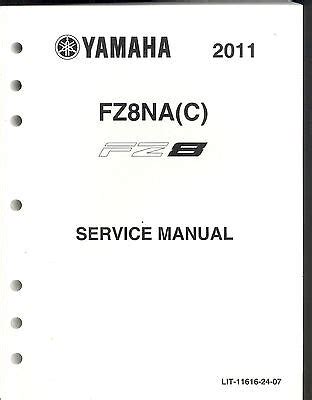 YAMAHA 2011
FZ8NA(C)
FZ8
SERVICE MANUAL
LIT-11616-24-07